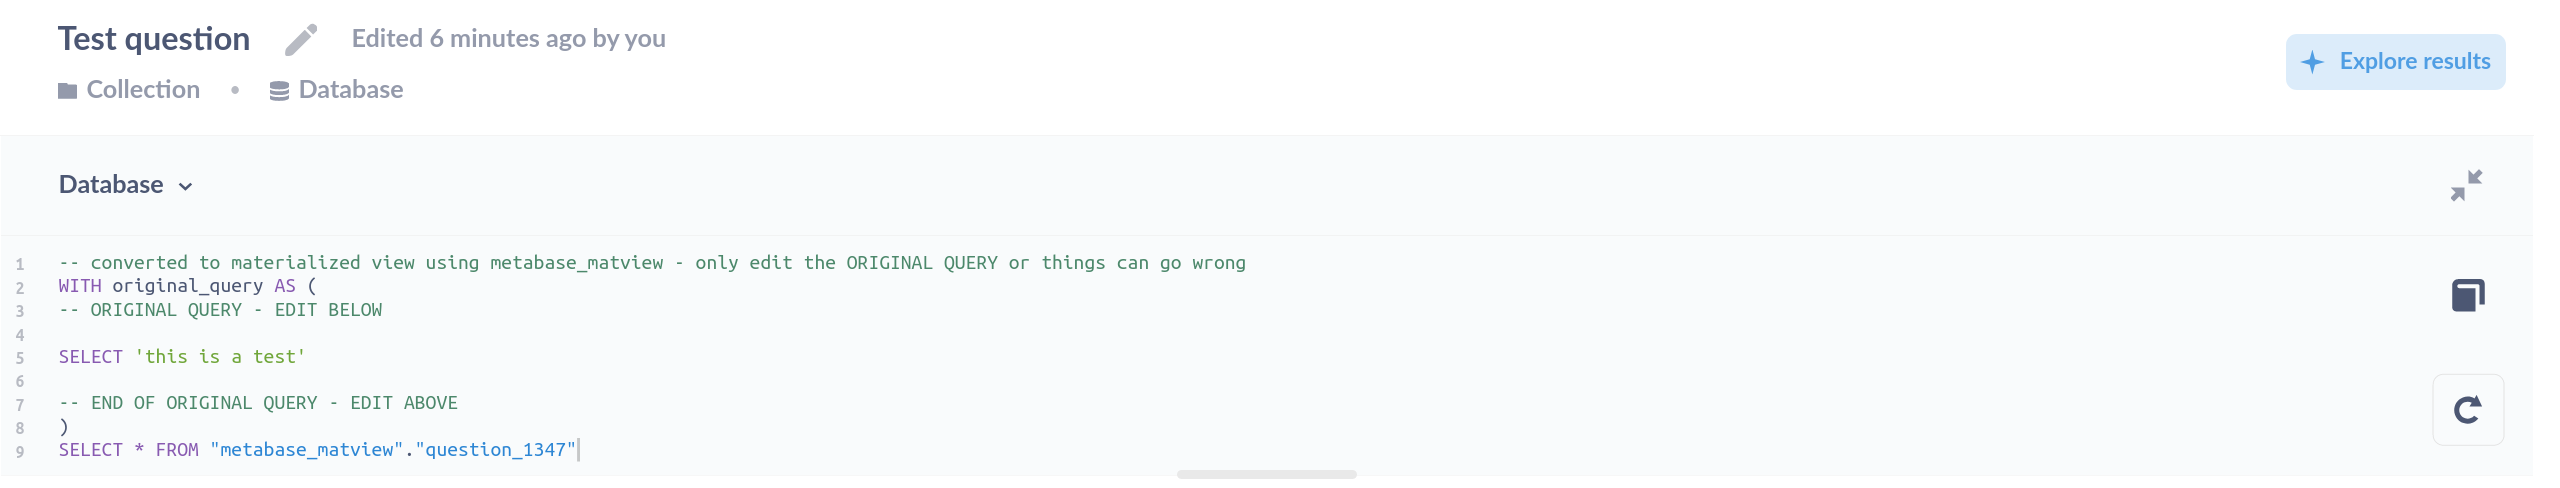 Test question Edited 6 minutes ago by you
Explore results
Collection • Database
Database
1 -- converted to materialized view using metabase_matview - only edit the ORIGINAL QUERY or things can go wrong
2 WITH original_query AS (
3 -- ORIGINAL QUERY - EDIT BELOW
4
5 SELECT 'this is a test'
6
7 -- END OF ORIGINAL QUERY - EDIT ABOVE
8 )
9 SELECT * FROM "metabase_matview"."question_1347"